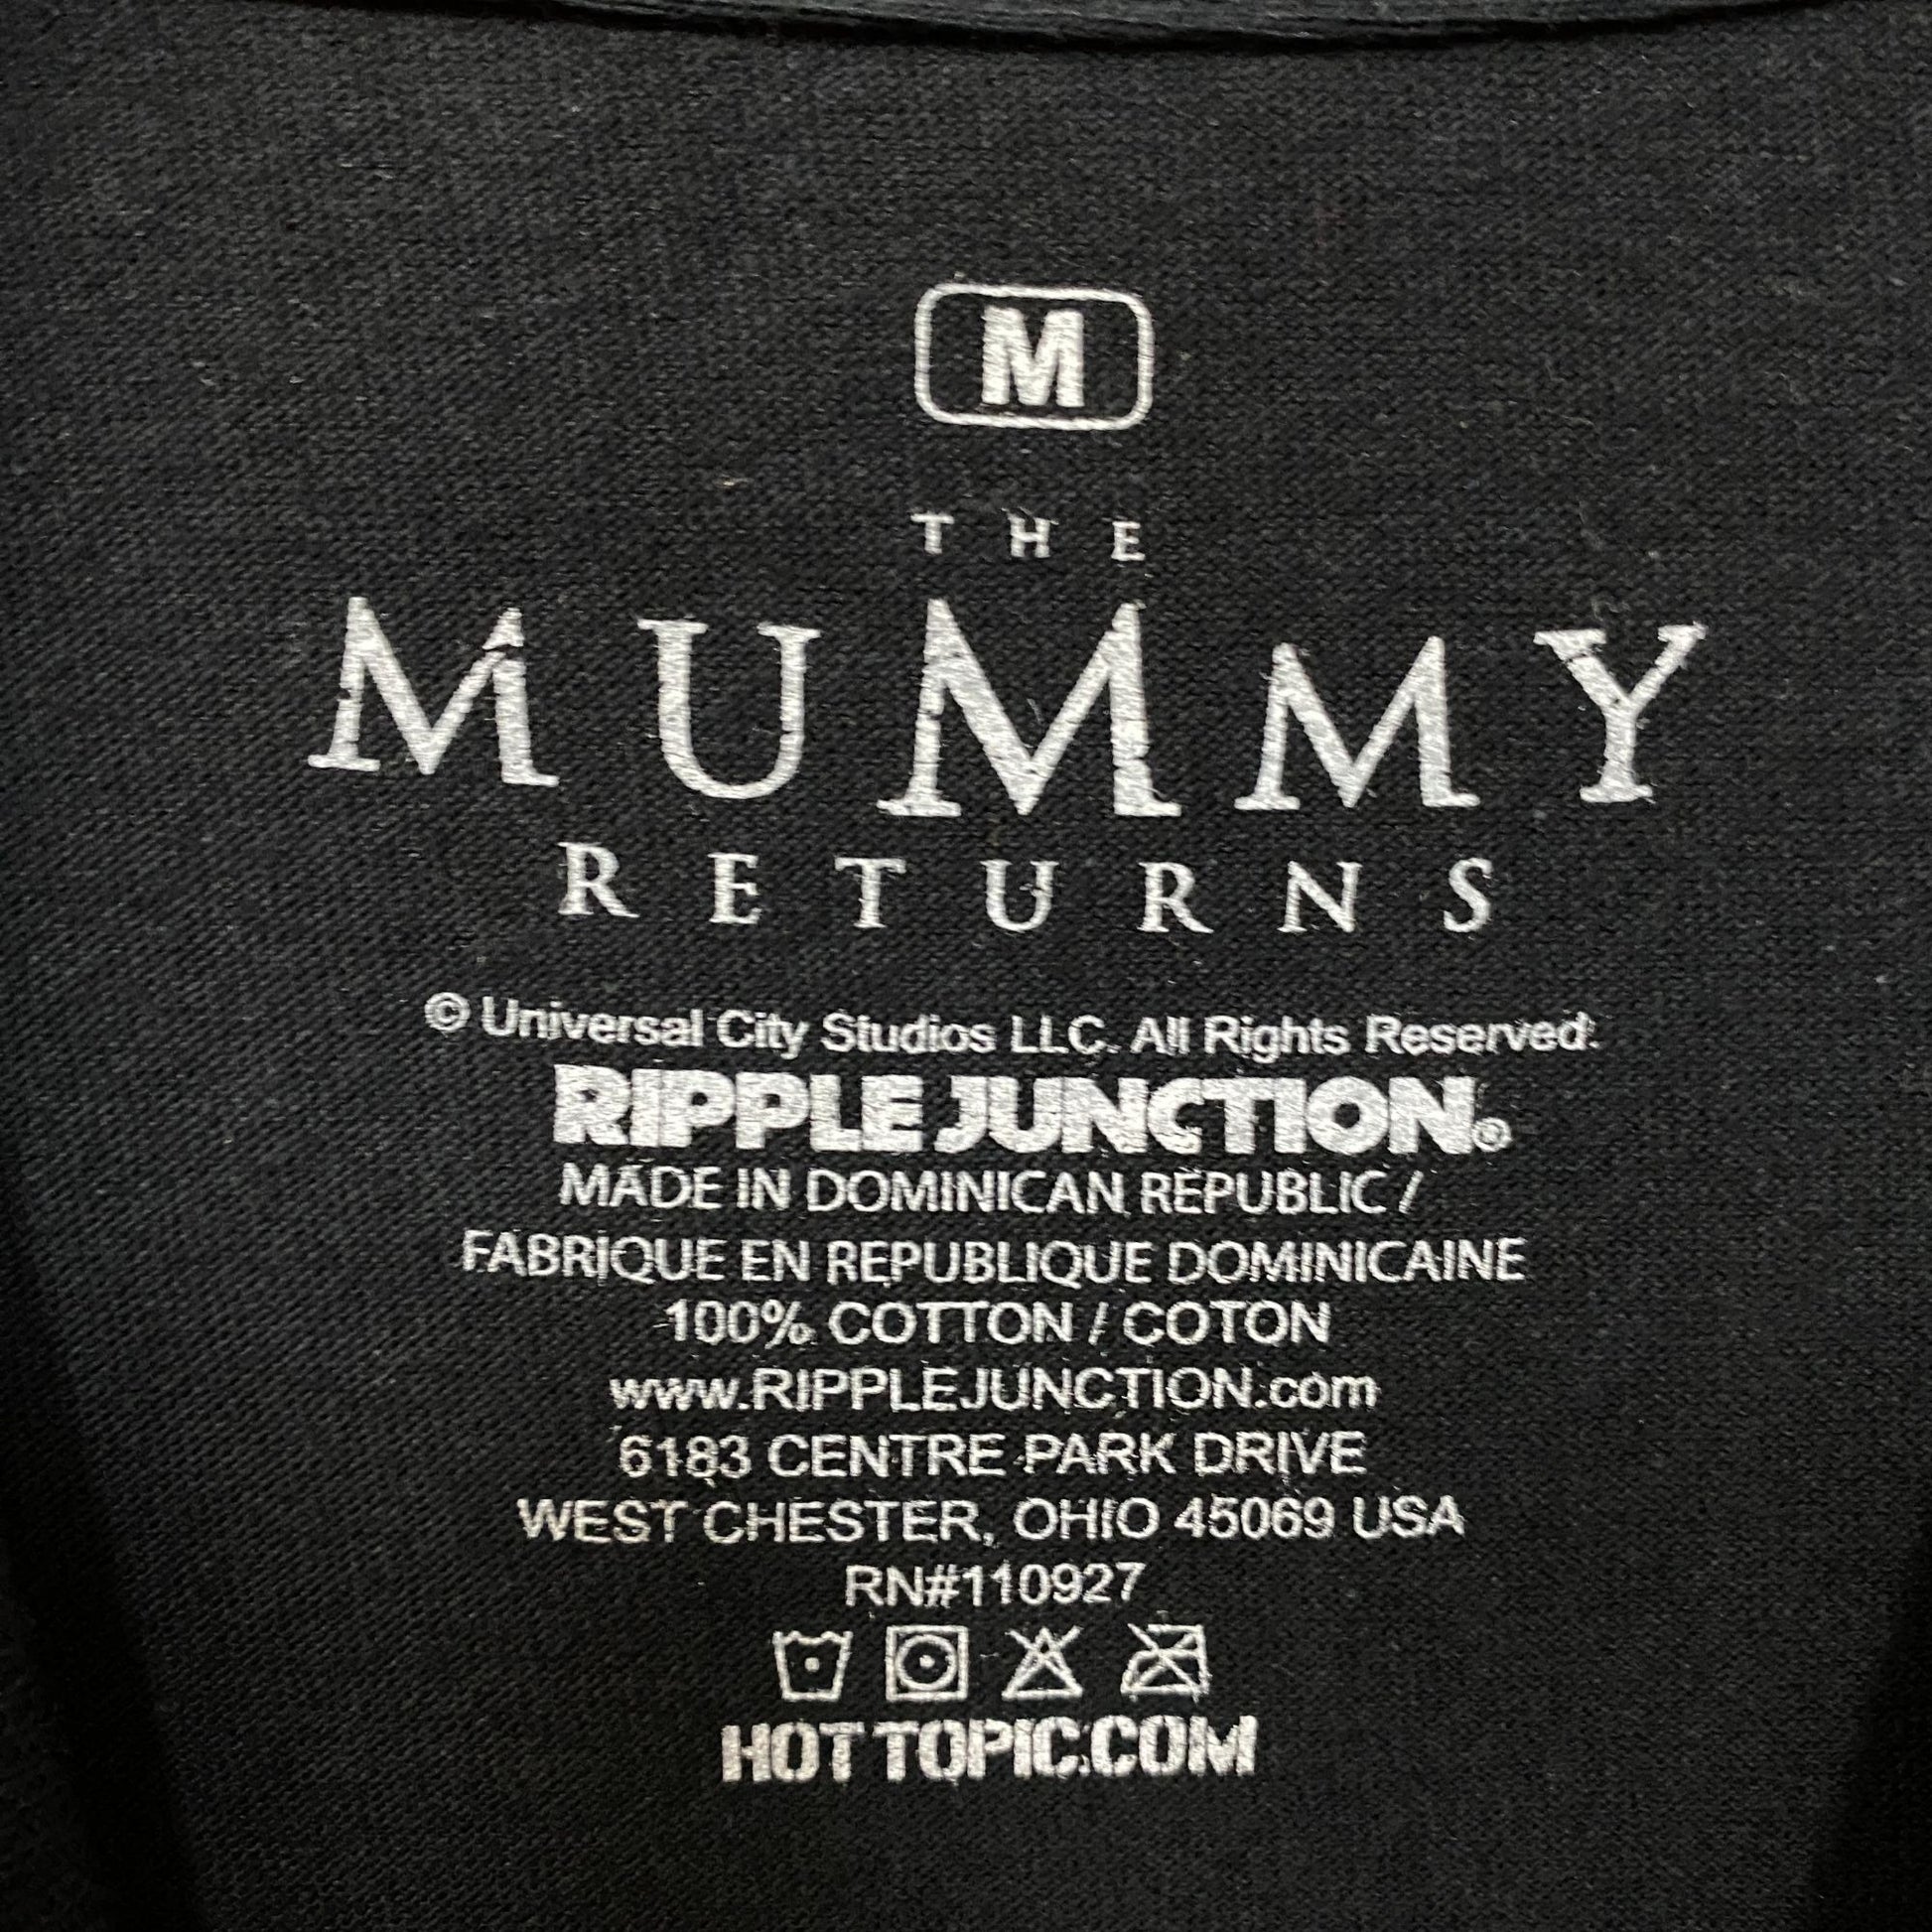 M
THE
MUMMY
RETURNS
© Universal City Studios LLC. All Rights Reserved.
RIPPLE JUNCTION®
MADE IN DOMINICAN REPUBLIC /
FABRIQUE EN REPUBLIQUE DOMINICAINE
100% COTTON / COTON
www.RIPPLEJUNCTION.com
6183 CENTRE PARK DRIVE
WEST CHESTER, OHIO 45069 USA
RN#110927
HOT TOPIC.COM